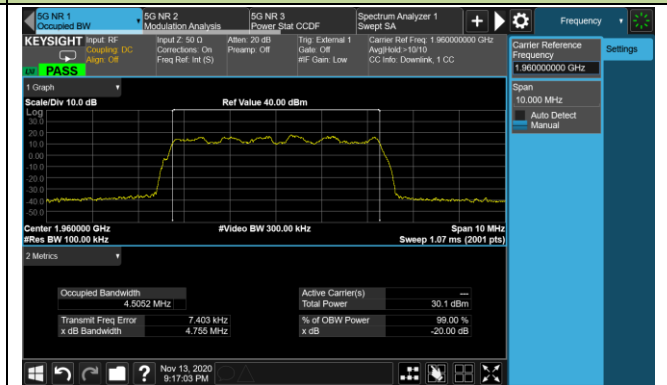 5G NR 1
Occupied BW
5G NR 2
Modulation Analysis
5G NR 3
Power Stat CCDF
Spectrum Analyzer 1
Swept SA
+
Frequency
KEYSIGHT
Input: RF
Coupling: DC
Align: Off
Input Z: 50 Ω
Corrections: On
Freq Ref: Int (S)
Atten: 20 dB
Preamp: Off
Trig: External 1
Gate: Off
#IF Gain: Low
Carrier Ref Freq: 1.960000000 GHz
Avg|Hold:>10/10
CC Info: Downlink, 1 CC
PASS
Carrier Reference
Frequency
1.960000000 GHz
Settings
Span
10.000 MHz
Auto Detect
Manual
1 Graph
Scale/Div 10.0 dB
Ref Value 40.00 dBm
Log
30.0
20.0
10.0
0.00
-10.0
-20.0
-30.0
-40.0
-50.0
Center 1.960000 GHz
#Video BW 300.00 kHz
Span 10 MHz
#Res BW 100.00 kHz
Sweep 1.07 ms (2001 pts)
2 Metrics
Occupied Bandwidth
4.5052 MHz
Active Carrier(s)
---
Total Power
30.1 dBm
Transmit Freq Error
7.403 kHz
% of OBW Power
99.00 %
x dB Bandwidth
4.755 MHz
x dB
-20.00 dB
?
Nov 13, 2020
9:17:03 PM